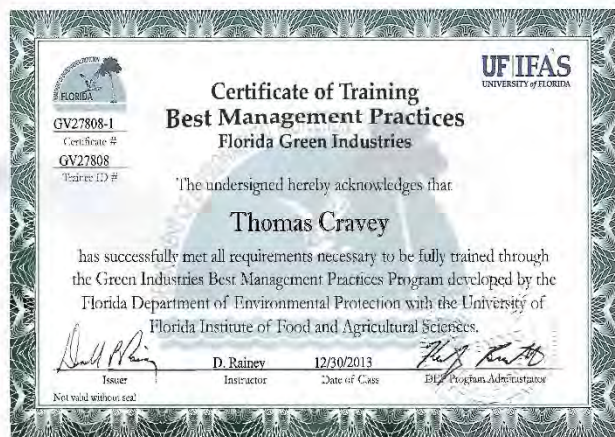 FLORIDA
UF IFAS
UNIVERSITY of FLORIDA
GV27808-1
Certificate #
GV27808
Trainee ID #
Certificate of Training
Best Management Practices
Florida Green Industries
The undersigned hereby acknowledges that
Thomas Cravey
has successfully met all requirements necessary to be fully trained through
the Green Industries Best Management Practices Program developed by the
Florida Department of Environmental Protection with the University of
Florida Institute of Food and Agricultural Sciences.
D. Rainey 12/30/2013
Issuer Instructor Date of Class DEP Program Administrator
Not valid without seal